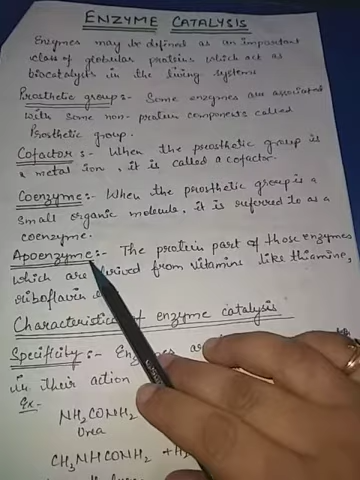 ENZYME CATALYSIS
Enzymes may be defined as an important
class of globular proteins which act as
biocatalysts in the living systems
Prosthetic group:- Some enzymes are associated
with some non-protein components called
Prosthetic group.
Cofactor:- When the prosthetic group is
a metal ion, it is called a cofactor.
Coenzyme:- When the prosthetic group is a
small organic molecule, it is referred to as a
coenzyme.
Apoenzyme:- The protein part of those enzymes
which are derived from vitamins like thiamine,
riboflavin
Characteristics of enzyme catalysis
Specificity:- Enzymes
in their action
Ex-
NH2CONH2
Urea
CH3NHCONH2 + H2